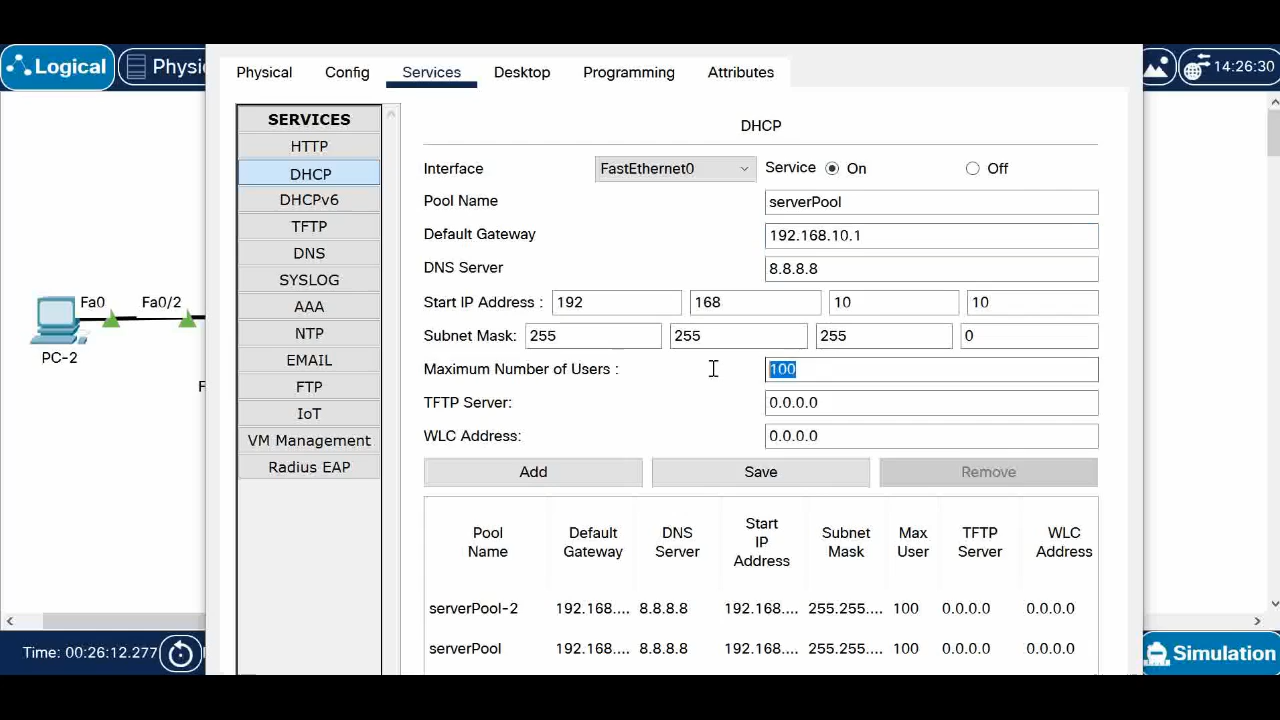 Logical
Physi
14:26:30
Physical Config Services Desktop Programming Attributes
SERVICES
HTTP
DHCP
DHCPv6
TFTP
DNS
SYSLOG
AAA
NTP
EMAIL
FTP
IoT
VM Management
Radius EAP
DHCP
Interface FastEthernet0 Service On Off
Pool Name serverPool
Default Gateway 192.168.10.1
DNS Server 8.8.8.8
Start IP Address : 192 168 10 10
Subnet Mask: 255 255 255 0
Maximum Number of Users : 100
TFTP Server: 0.0.0.0
WLC Address: 0.0.0.0
Add Save Remove
Pool Name Default Gateway DNS Server Start IP Address Subnet Mask Max User TFTP Server WLC Address
serverPool-2 192.168.... 8.8.8.8 192.168.... 255.255.... 100 0.0.0.0 0.0.0.0
serverPool 192.168.... 8.8.8.8 192.168.... 255.255.... 100 0.0.0.0 0.0.0.0
Fa0 Fa0/2
PC-2
F
Time: 00:26:12.277
Simulation